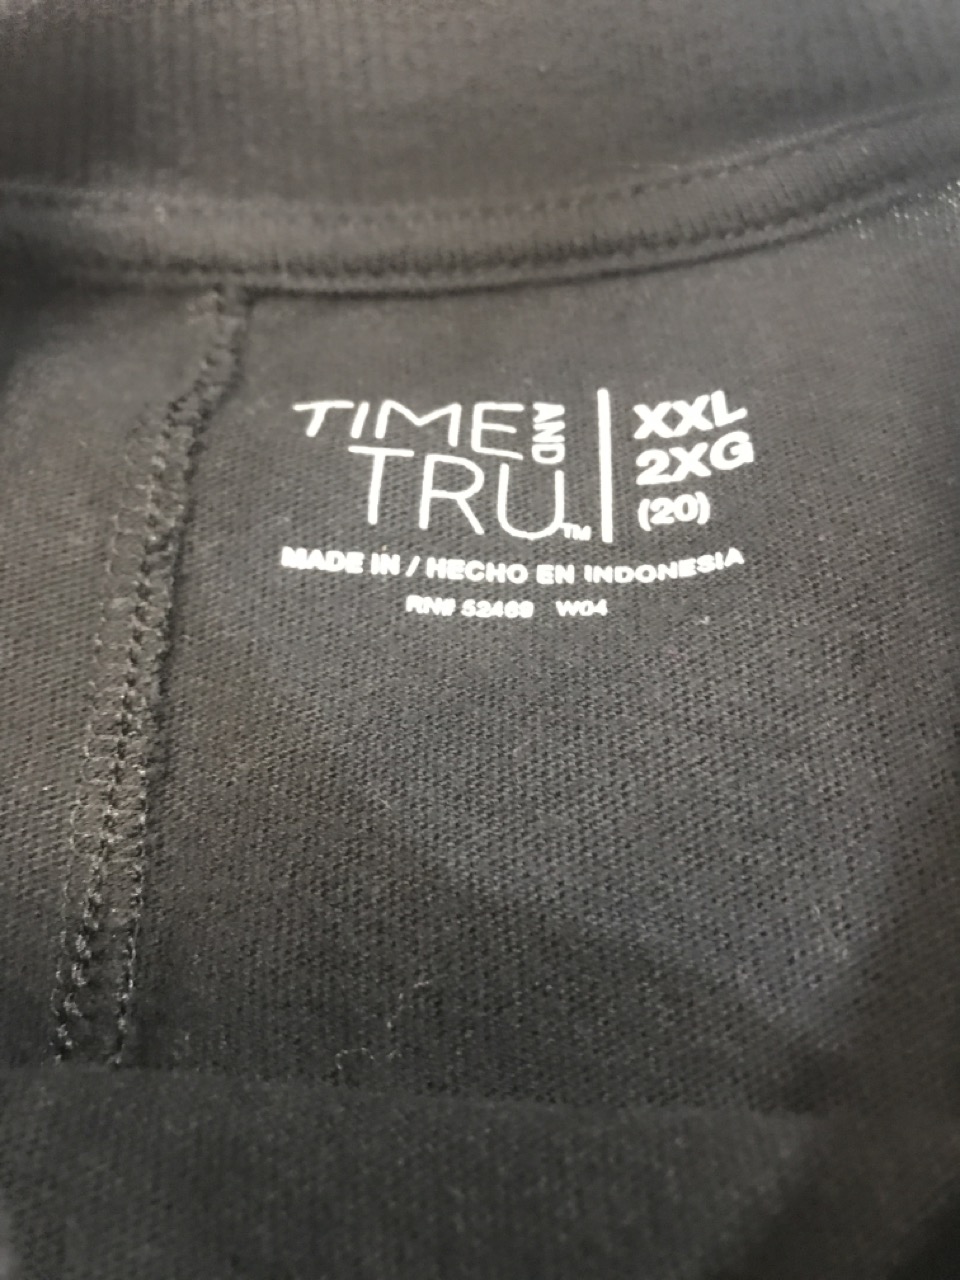 TIME AND
TRU™
XXL
2XG
(20)
MADE IN / HECHO EN INDONESIA
RN# 52469 W04